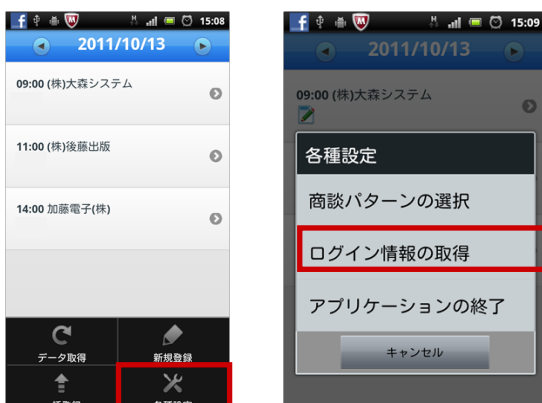 15:08
2011/10/13
09:00 (株)大森システム
11:00 (株)後藤出版
14:00 加藤電子(株)
データ取得
新規登録
15:09
2011/10/13
09:00 (株)大森システム
各種設定
商談パターンの選択
ログイン情報の取得
アプリケーションの終了
キャンセル